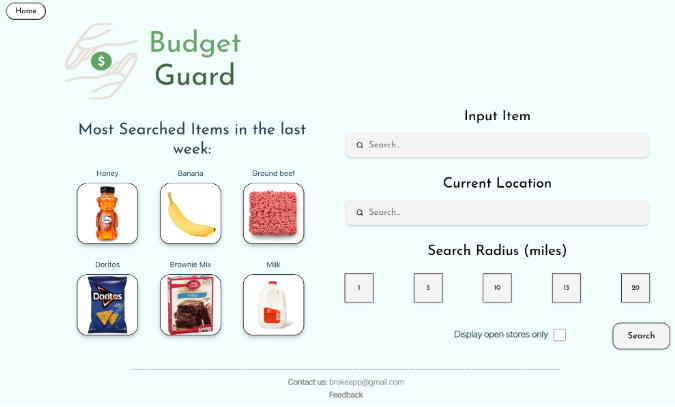 Home
$
Budget
Guard
Most Searched Items in the last
week:
Honey
Banana
Ground beef
Doritos
Brownie Mix
Milk
Doritos
Input Item
Search...
Current Location
Search...
Search Radius (miles)
1
5
10
15
20
Display open stores only
Search
Contact us: brokeapp@gmail.com
Feedback